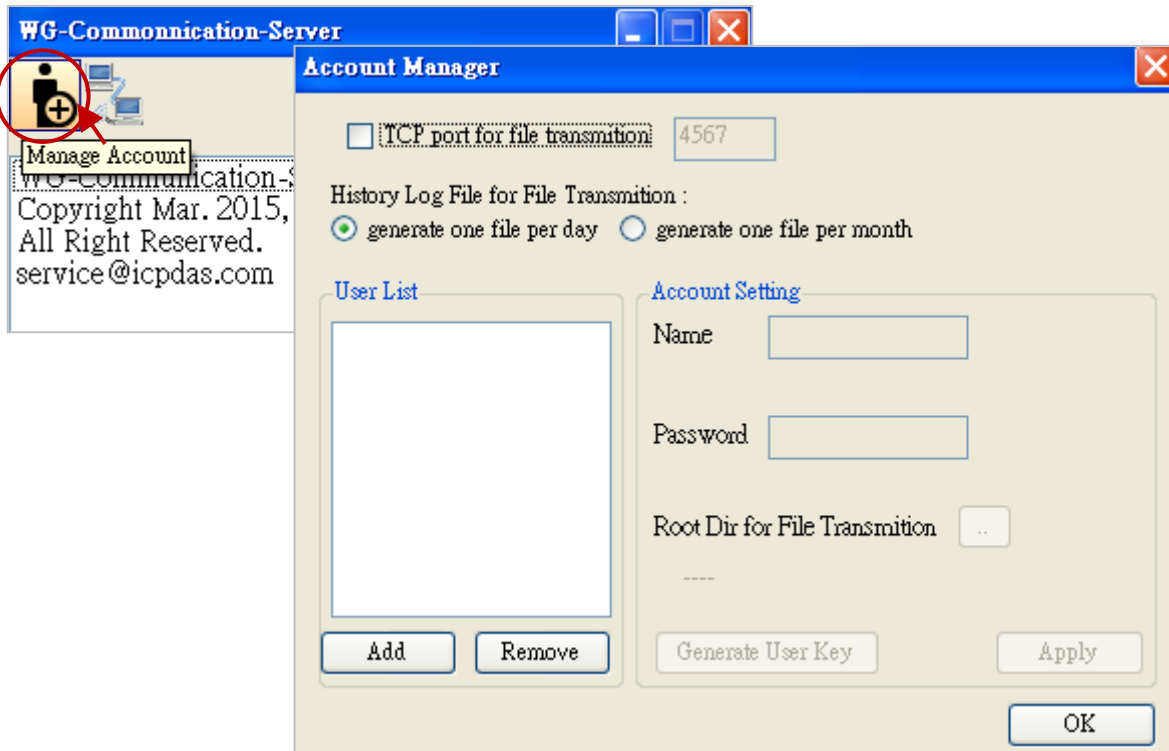 WG-Commonnication-Server
Manage Account
WG-Communication-S
Copyright Mar. 2015,
All Right Reserved.
service@icpdas.com
Account Manager
TCP port for file transmition 4567
History Log File for File Transmition :
generate one file per day generate one file per month
User List
Add Remove
Account Setting
Name
Password
Root Dir for File Transmition ..
----
Generate User Key Apply
OK